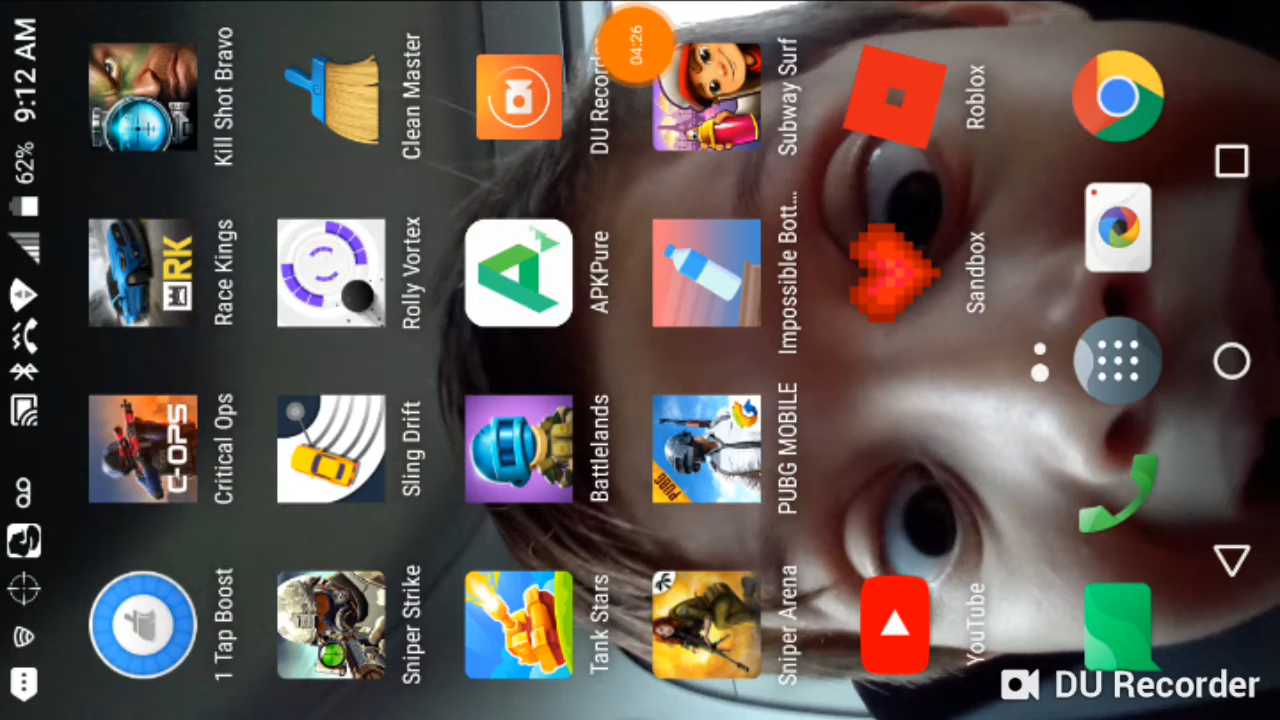 62% 9:12 AM
1 Tap Boost
Critical Ops
Race Kings
Kill Shot Bravo
C-OPS
RK
Sniper Strike
Sling Drift
Rolly Vortex
Clean Master
Tank Stars
Battlelands
APKPure
DU Recorder
04:26
PUBG
Sniper Arena
PUBG MOBILE
Impossible Bott...
Subway Surf
YouTube
Sandbox
Roblox
DU Recorder